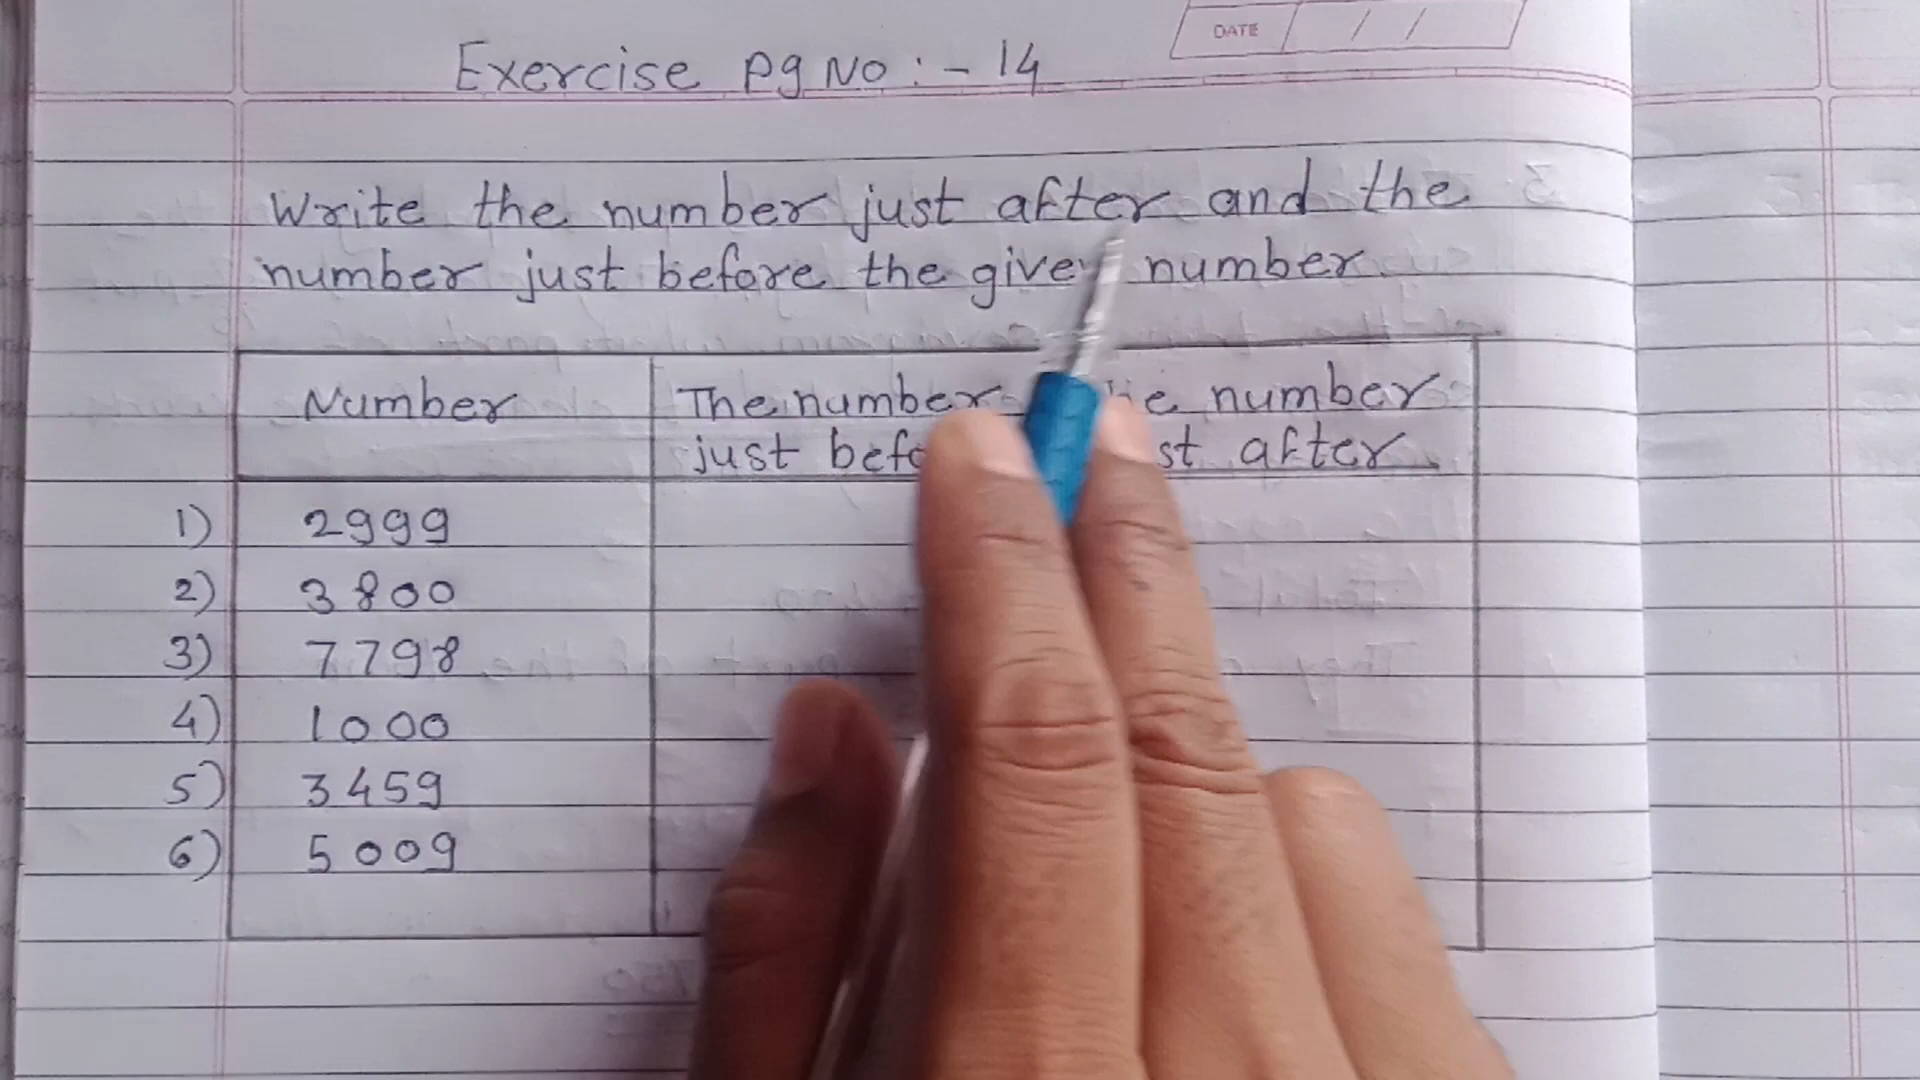 DATE / /
Exercise Pg No :- 14
Write the number just after and the
number just before the given number
Number The number number
just after
1) 2999
2) 3800
3) 7798
4) 1000
5) 3459
6) 5009